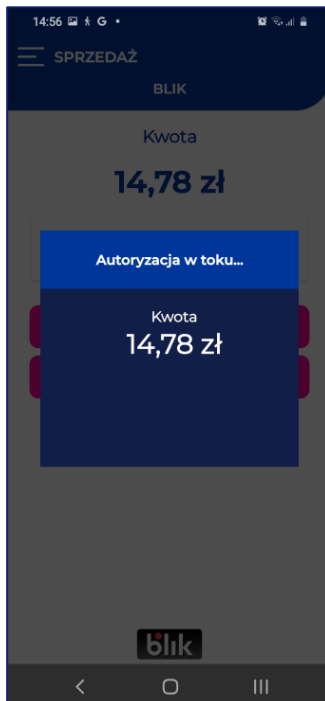 14:56 G
SPRZEDAŻ
BLIK
Kwota
14,78 zł
Autoryzacja w toku...
Kwota
14,78 zł
blik